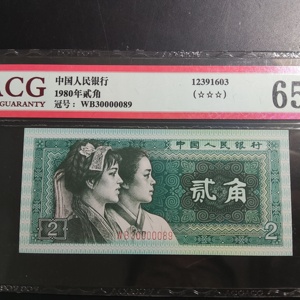 ACG
GUARANTY
中国人民银行
1980年贰角
冠号: WB30000089
12391603
(☆☆☆)
65
中国人民银行
贰角
2
WB30000089
2